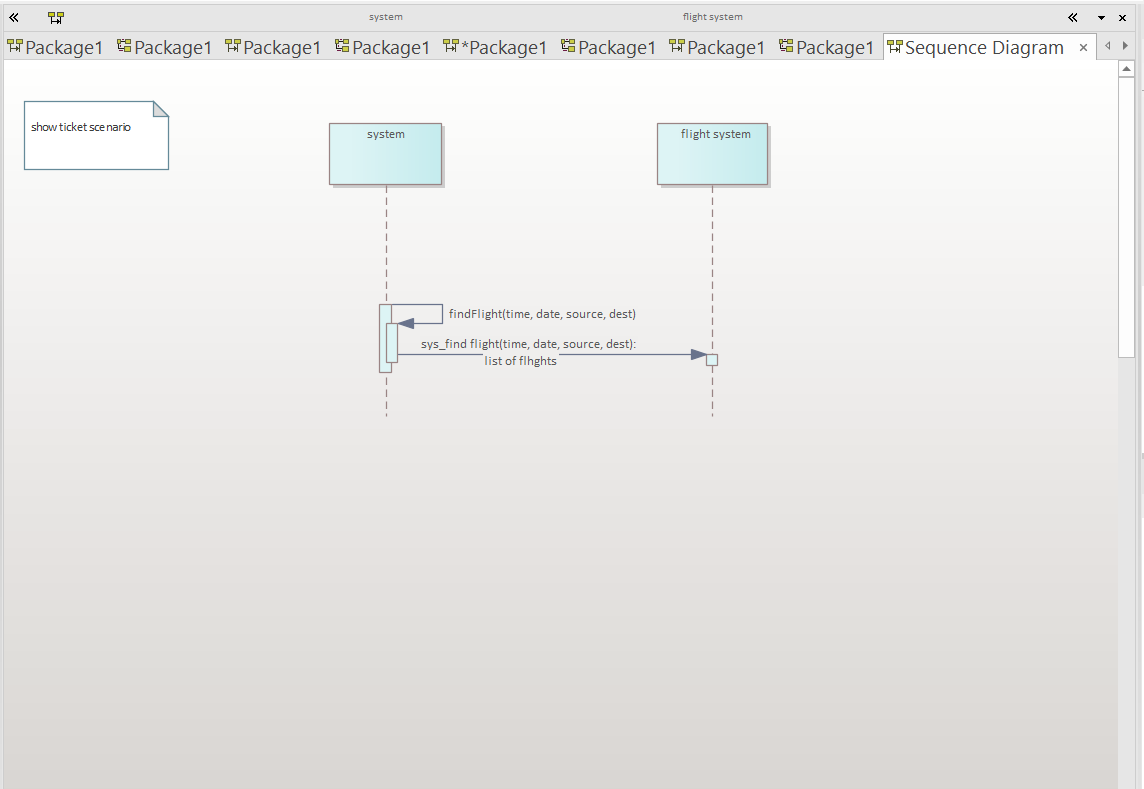 system flight system
Package1 Package1 Package1 Package1 *Package1 Package1 Package1 Package1 Sequence Diagram
show ticket scenario
system flight system
findFlight(time, date, source, dest)
sys_find flight(time, date, source, dest):
list of flhghts